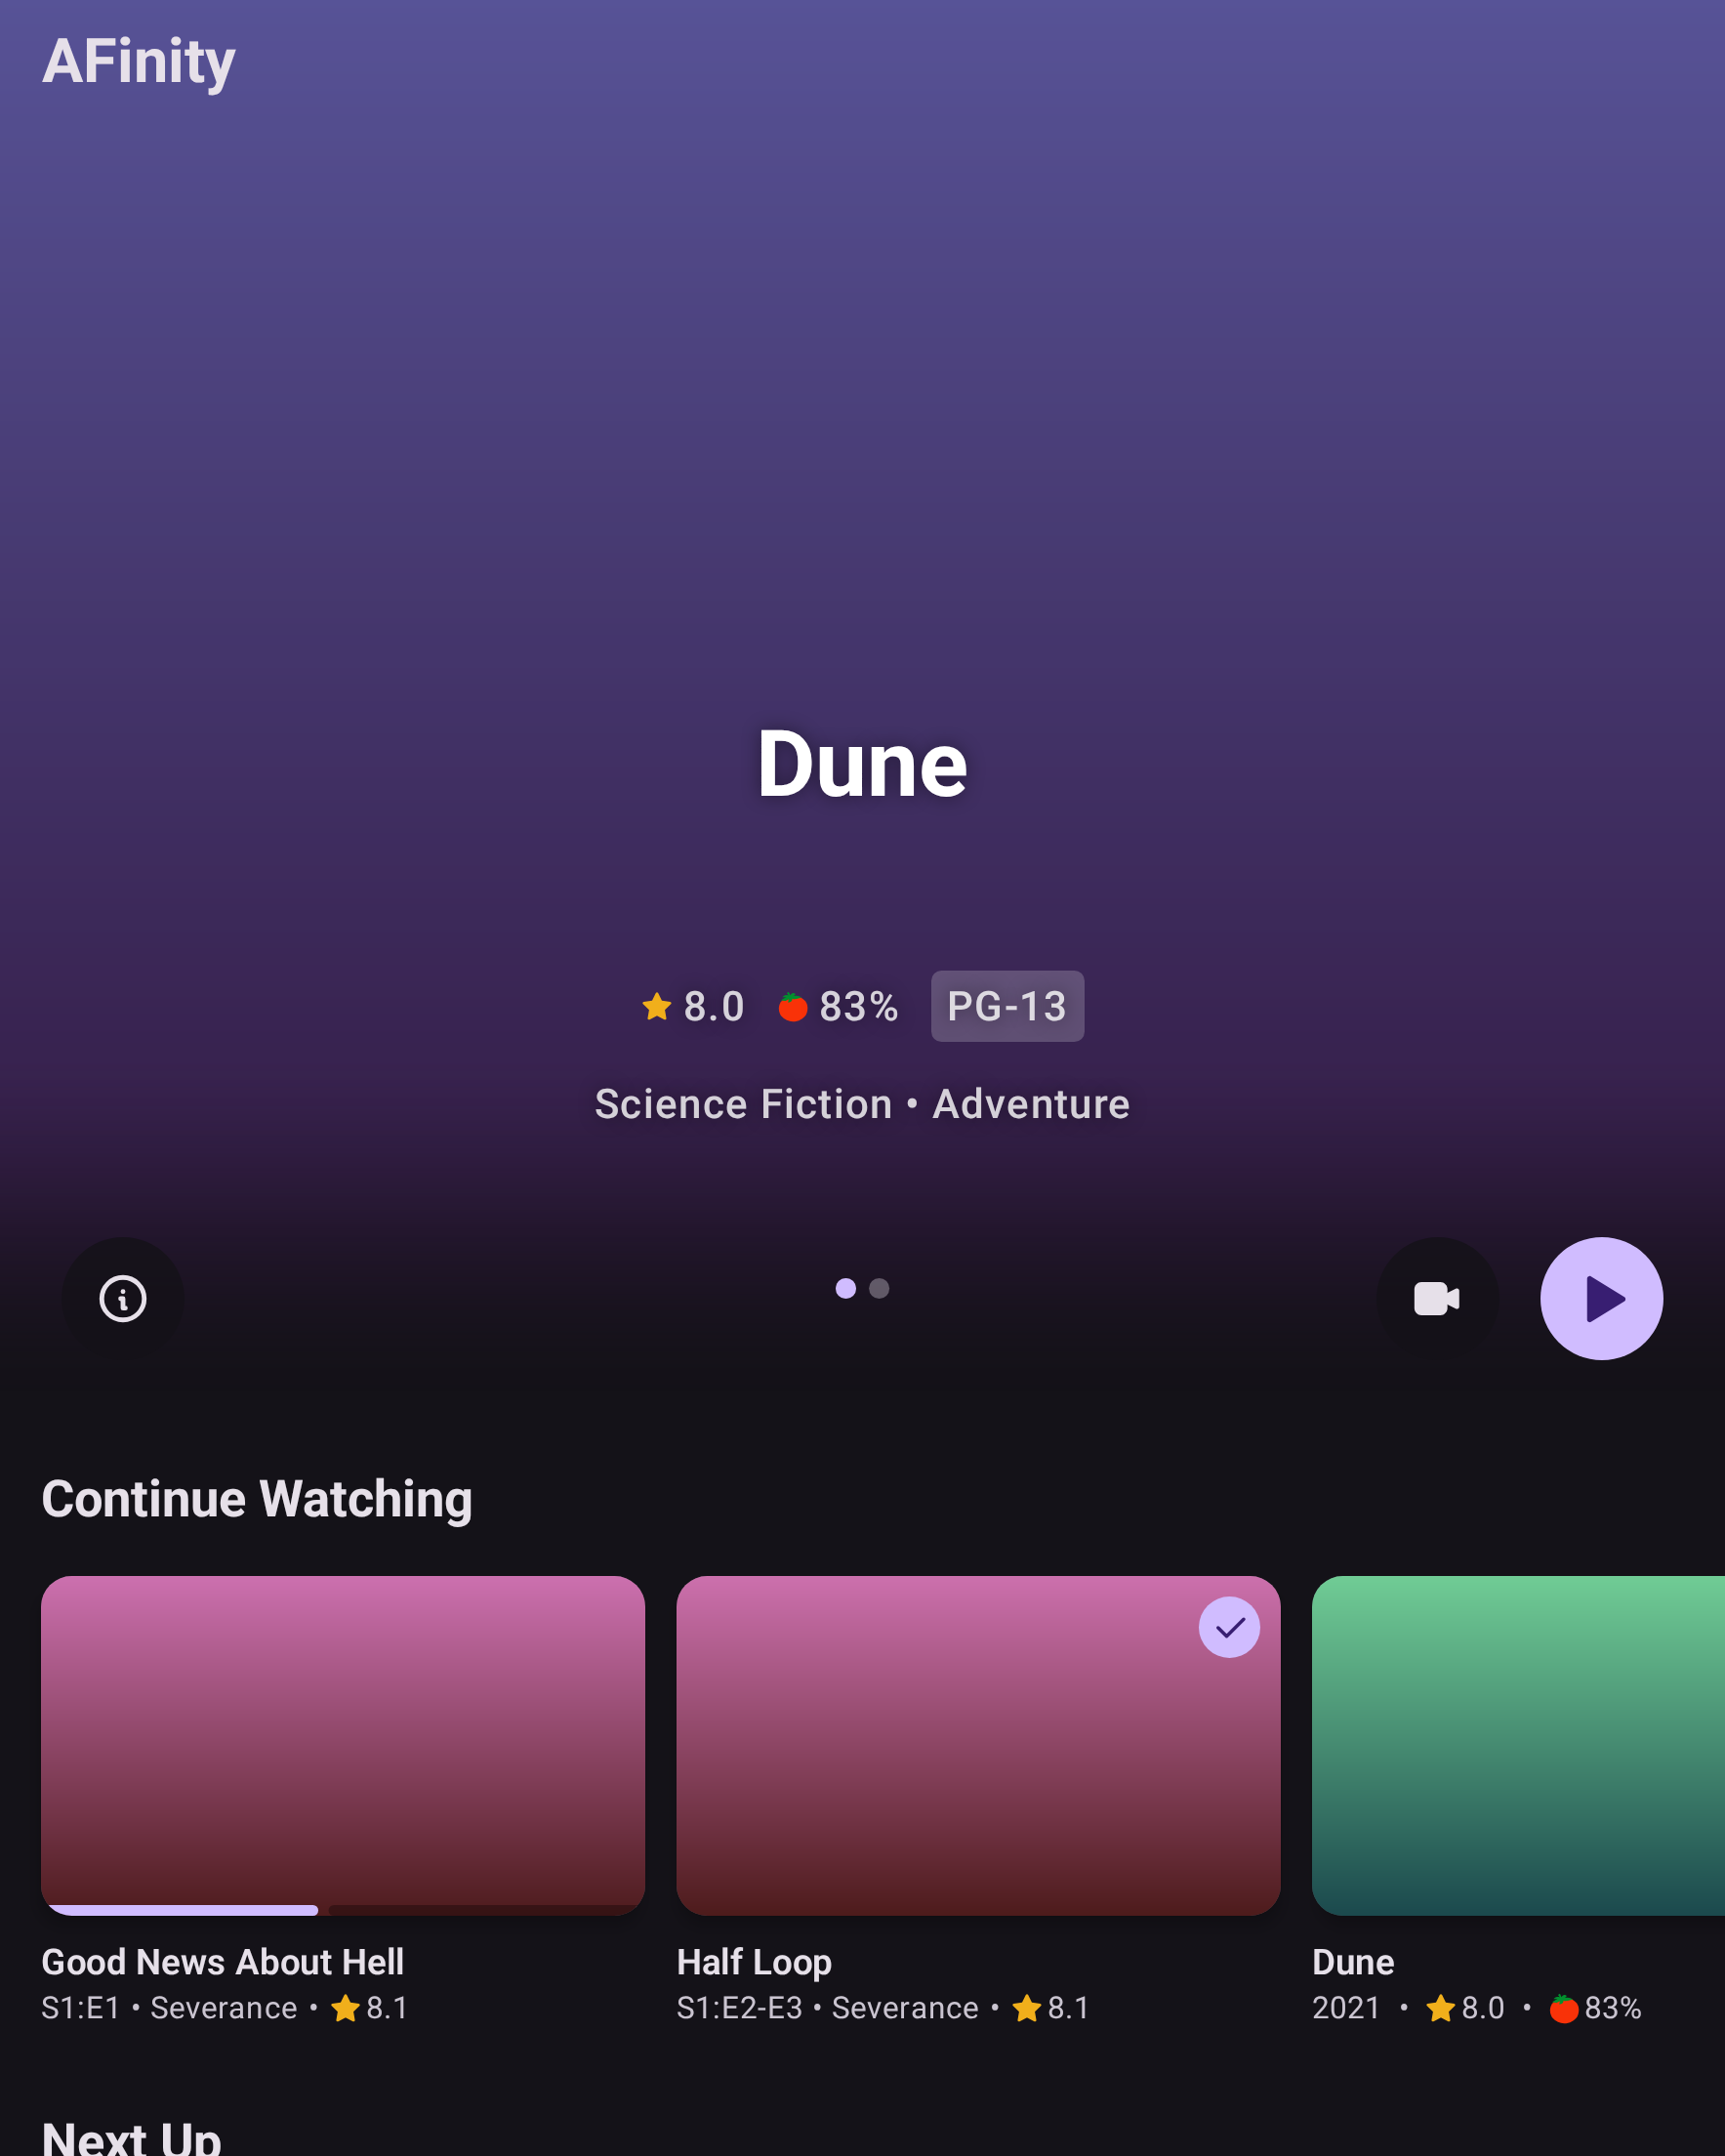 AFinity
Dune
8.0 83% PG-13
Science Fiction • Adventure
Continue Watching
Good News About Hell
S1:E1 • Severance • 8.1
Half Loop
S1:E2-E3 • Severance • 8.1
Dune
2021 • 8.0 • 83%
Next Up